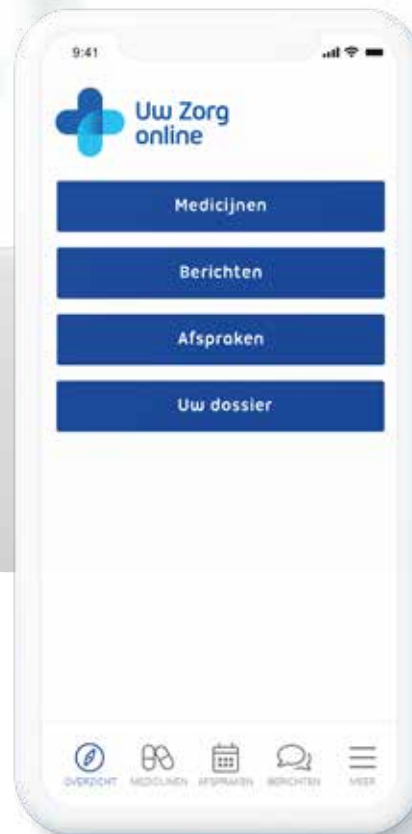 9:41
Uw Zorg
online
Medicijnen
Berichten
Afspraken
Uw dossier
OVERZICHT MEDICIJNEN AFSPRAKEN BERICHTEN MEER